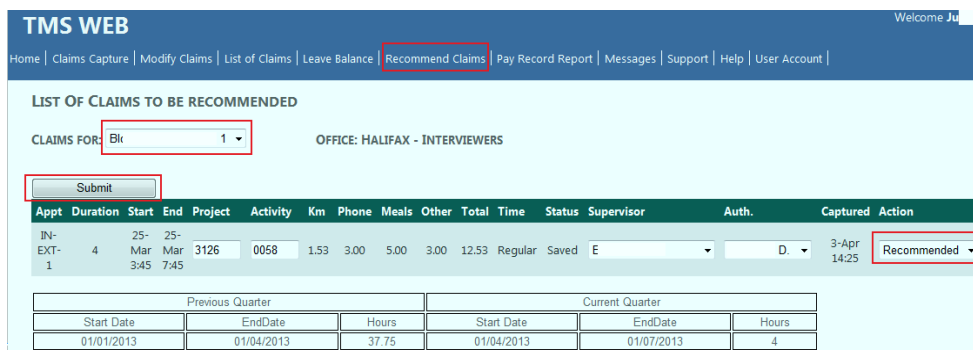 Welcome Ju
TMS WEB
Home | Claims Capture | Modify Claims | List of Claims | Leave Balance | Recommend Claims | Pay Record Report | Messages | Support | Help | User Account |
LIST OF CLAIMS TO BE RECOMMENDED
CLAIMS FOR: Blo 1 OFFICE: HALIFAX - INTERVIEWERS
Submit
Appt Duration Start End Project Activity Km Phone Meals Other Total Time Status Supervisor Auth. Captured Action
IN- 25- 25-
EXT- 4 Mar Mar 3126 0058 1.53 3.00 5.00 3.00 12.53 Regular Saved E D. 3-Apr Recommended
1 3:45 7:45 14:25
Previous Quarter Current Quarter
Start Date EndDate Hours Start Date EndDate Hours
01/01/2013 01/04/2013 37.75 01/04/2013 01/07/2013 4